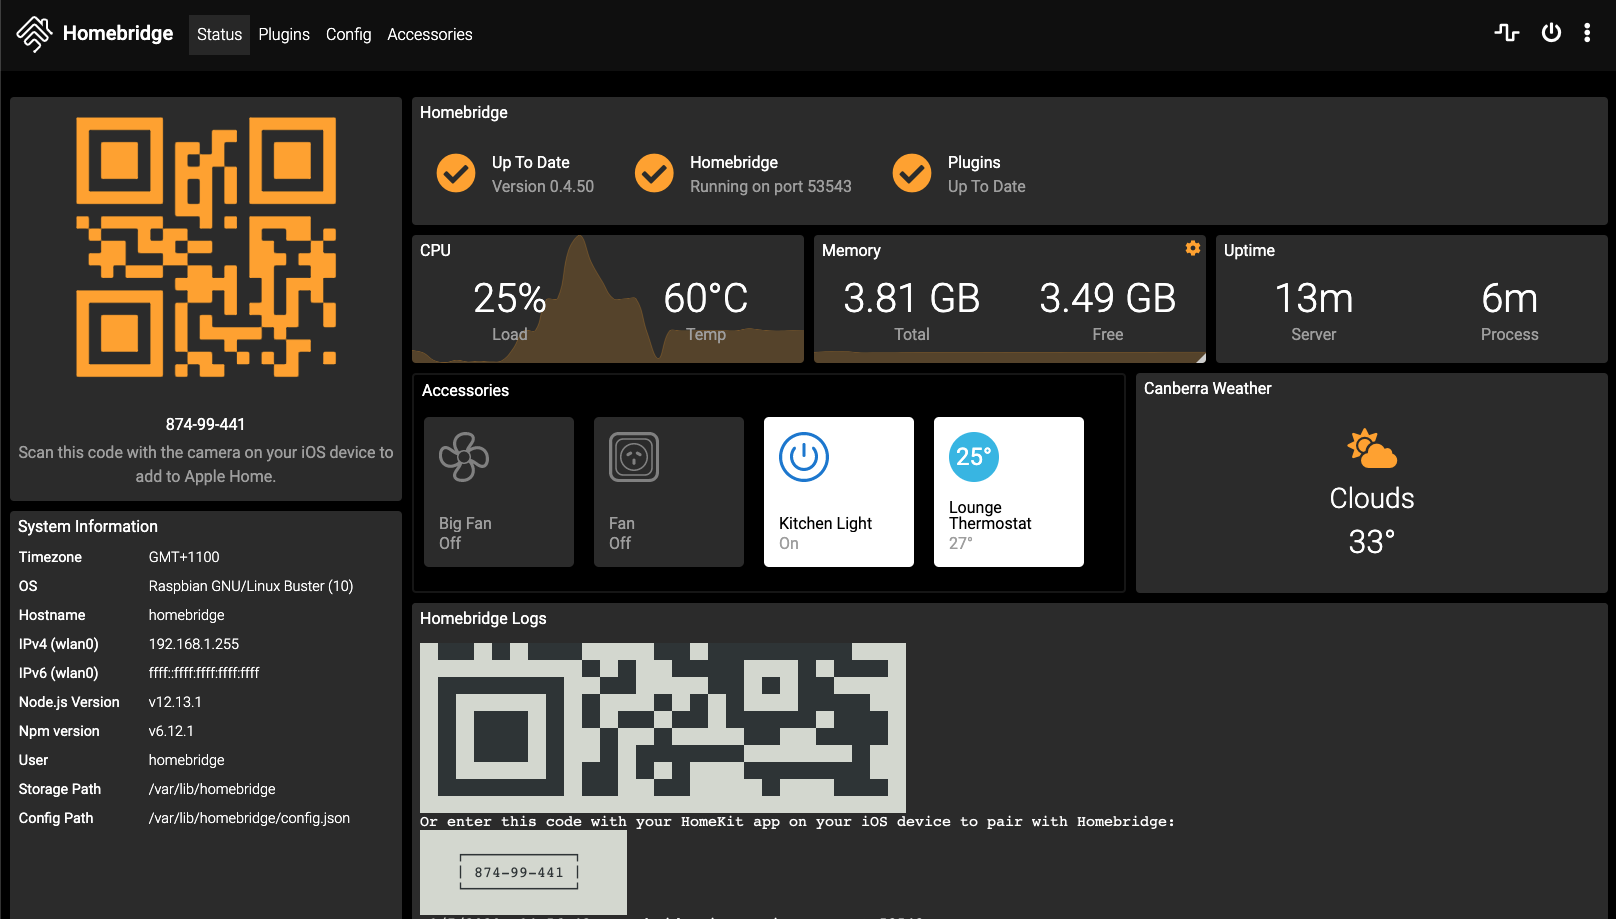 Homebridge
Status
Plugins
Config
Accessories
874-99-441
Scan this code with the camera on your iOS device to
add to Apple Home.
System Information
Timezone GMT+1100
OS Raspbian GNU/Linux Buster (10)
Hostname homebridge
IPv4 (wlan0) 192.168.1.255
IPv6 (wlan0) ffff::ffff:ffff:ffff:ffff
Node.js Version v12.13.1
Npm version v6.12.1
User homebridge
Storage Path /var/lib/homebridge
Config Path /var/lib/homebridge/config.json
Homebridge
Up To Date
Version 0.4.50
Homebridge
Running on port 53543
Plugins
Up To Date
CPU
25%
Load
60°C
Temp
Memory
3.81 GB
Total
3.49 GB
Free
Uptime
13m
Server
6m
Process
Accessories
Big Fan
Off
Fan
Off
Kitchen Light
On
25°
Lounge
Thermostat
27°
Canberra Weather
Clouds
33°
Homebridge Logs
Or enter this code with your HomeKit app on your iOS device to pair with Homebridge:
874-99-441